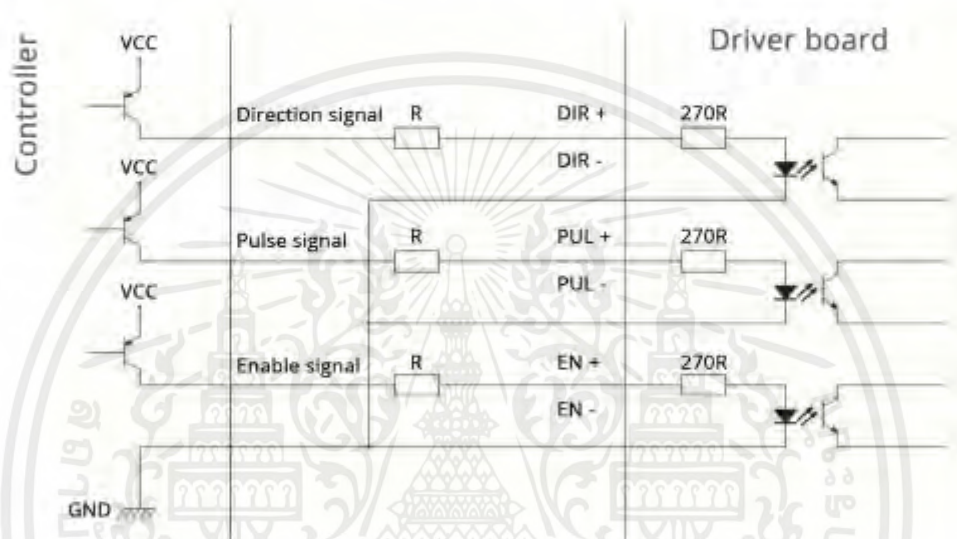 Controller
Driver board
VCC
Direction signal R DIR + 270R
DIR -
VCC
Pulse signal R PUL + 270R
PUL -
VCC
Enable signal R EN + 270R
EN -
GND